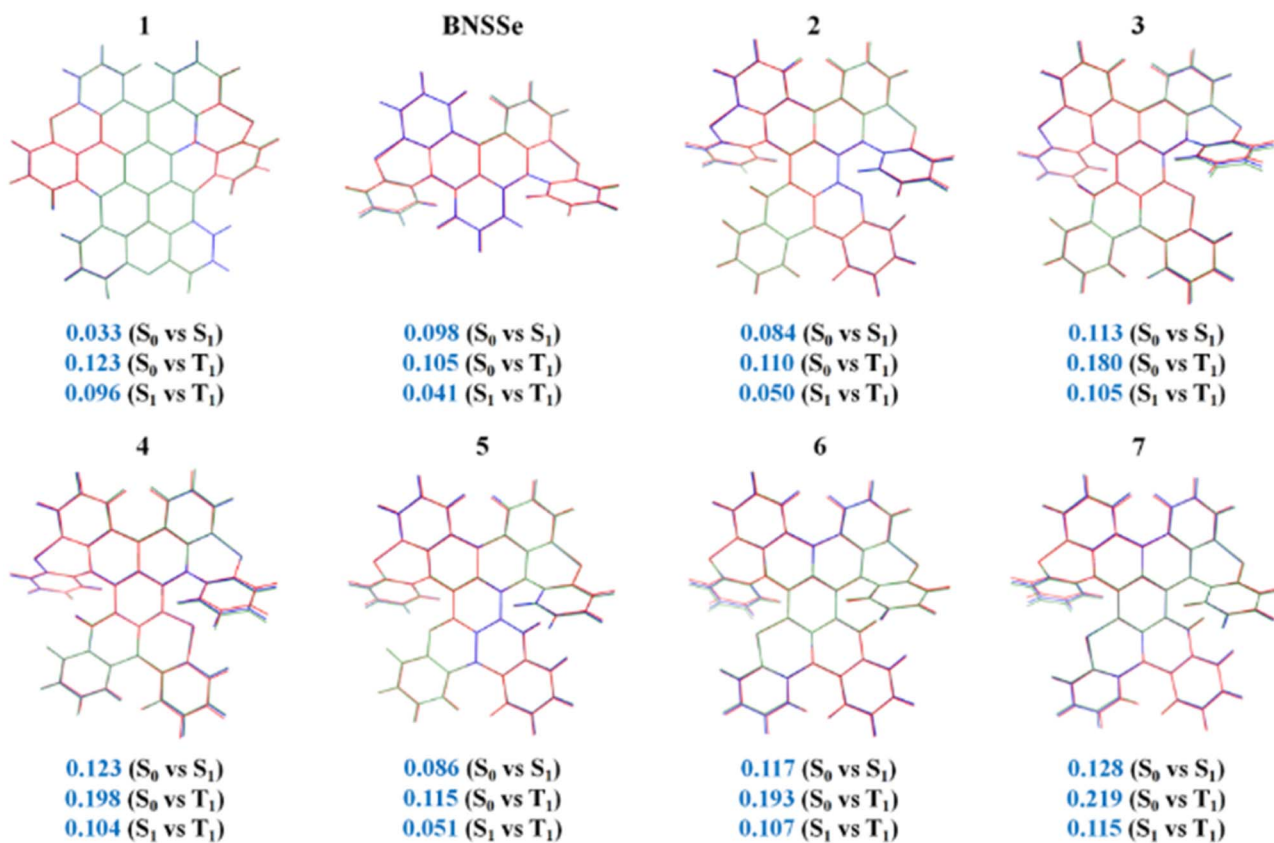 1 BNSSe 2 3
0.033 (S₀ vs S₁) 0.098 (S₀ vs S₁) 0.084 (S₀ vs S₁) 0.113 (S₀ vs S₁)
0.123 (S₀ vs T₁) 0.105 (S₀ vs T₁) 0.110 (S₀ vs T₁) 0.180 (S₀ vs T₁)
0.096 (S₁ vs T₁) 0.041 (S₁ vs T₁) 0.050 (S₁ vs T₁) 0.105 (S₁ vs T₁)
4 5 6 7
0.123 (S₀ vs S₁) 0.086 (S₀ vs S₁) 0.117 (S₀ vs S₁) 0.128 (S₀ vs S₁)
0.198 (S₀ vs T₁) 0.115 (S₀ vs T₁) 0.193 (S₀ vs T₁) 0.219 (S₀ vs T₁)
0.104 (S₁ vs T₁) 0.051 (S₁ vs T₁) 0.107 (S₁ vs T₁) 0.115 (S₁ vs T₁)